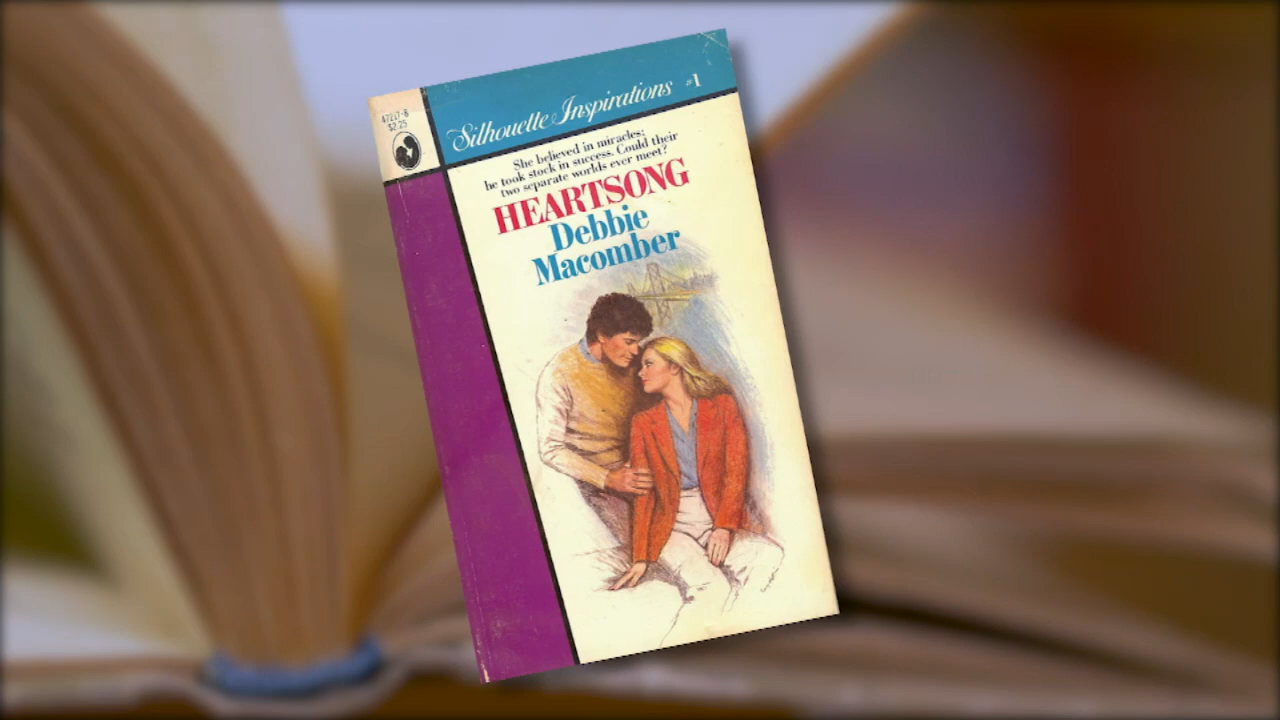 47217-8
$2.25
Silhouette Inspirations #1
She believed in miracles;
he took stock in success. Could their
two separate worlds ever meet?
HEARTSONG
Debbie
Macomber